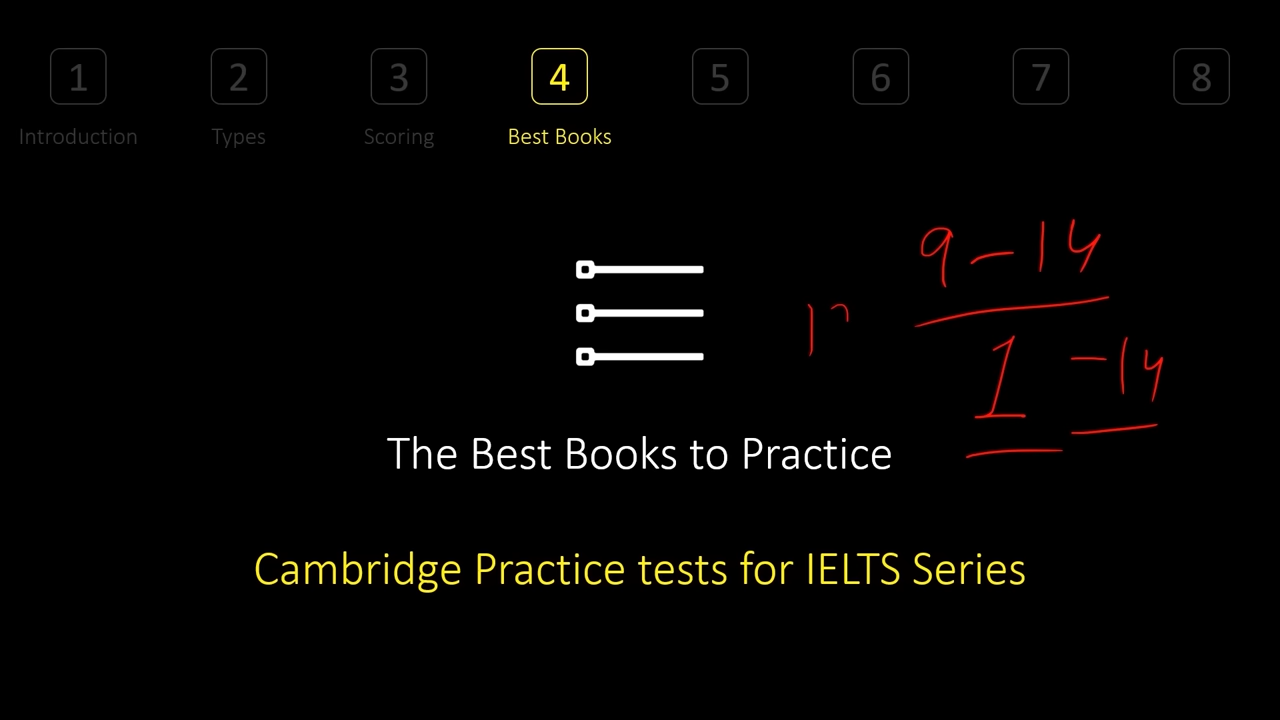 1 2 3 4 5 6 7 8
Introduction Types Scoring Best Books
9-14
1 -14
The Best Books to Practice
Cambridge Practice tests for IELTS Series